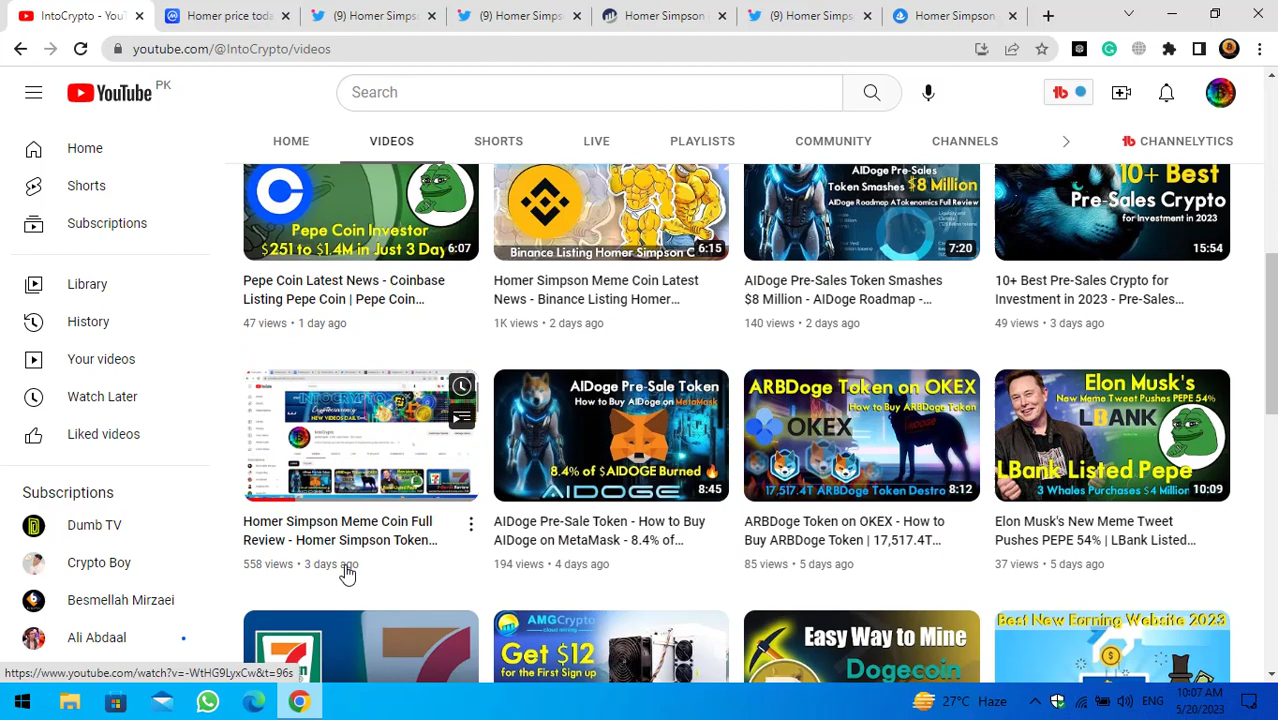 IntoCrypto - YouT
Homer price toda
(9) Homer Simps
(9) Homer Simps
Homer Simpson
(9) Homer Simps
Homer Simpson
youtube.com/@IntoCrypto/videos
YouTube PK
Search
HOME
VIDEOS
SHORTS
LIVE
PLAYLISTS
COMMUNITY
CHANNELS
CHANNELYTICS
Home
Shorts
Subscriptions
Library
History
Your videos
Watch Later
Liked videos
Subscriptions
Dumb TV
Crypto Boy
Besmellah Mirzaei
Ali Abdaal
Pepe Coin Investor
$251 to $1.4M in Just 3 Day
6:07
Pepe Coin Latest News - Coinbase
Listing Pepe Coin | Pepe Coin...
47 views • 1 day ago
Binance Listing Homer Simpson C
6:15
Homer Simpson Meme Coin Latest
News - Binance Listing Homer...
1K views • 2 days ago
AIDoge Pre-Sales
Token Smashes $8 Million
AIDoge Roadmap ATokenomics Full Review
7:20
AIDoge Pre-Sales Token Smashes
$8 Million - AIDoge Roadmap -...
140 views • 2 days ago
10+ Best
Pre-Sales Crypto
for Investment in 2023
15:54
10+ Best Pre-Sales Crypto for
Investment in 2023 - Pre-Sales...
49 views • 3 days ago
Homer Simpson Meme Coin Full
Review - Homer Simpson Token...
558 views • 3 days ago
AIDoge Pre-Sale Token
How to Buy AIDoge on MetaMask
8.4% of $AIDOGE Burned
AIDOGE
8:45
AIDoge Pre-Sale Token - How to Buy
AIDoge on MetaMask - 8.4% of...
194 views • 4 days ago
ARBDoge Token on OKEX
How to Buy ARBDoge Token
OKEX
17,517.4T ARBDoge Token Destro
8:12
ARBDoge Token on OKEX - How to
Buy ARBDoge Token | 17,517.4T...
85 views • 5 days ago
Elon Musk's
New Meme Tweet Pushes PEPE 54%
LBANK
LBank Listed Pepe
3 Whales Purchases $4 Million
10:09
Elon Musk's New Meme Tweet
Pushes PEPE 54% | LBank Listed...
37 views • 5 days ago
AMGCrypto
cloud mining
Get $12
for the First Sign up
Easy Way to Mine
Dogecoin
Best New Earning Website 2023
https://www.youtube.com/watch?v=-WtHG9LyxCw&t=96s
27°C Haze
ENG
10:07 AM
5/20/2023